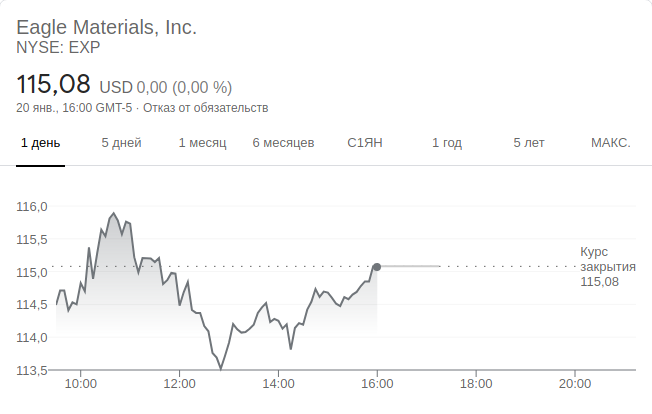 Eagle Materials, Inc.
NYSE: EXP
115,08 USD 0,00 (0,00 %)
20 янв., 16:00 GMT-5 · Отказ от обязательств
1 день 5 дней 1 месяц 6 месяцев С1ЯН 1 год 5 лет МАКС.
116,0
115,5
Курс
115,0 закрытия
115,08
114,5
114,0
113,5
10:00 12:00 14:00 16:00 18:00 20:00